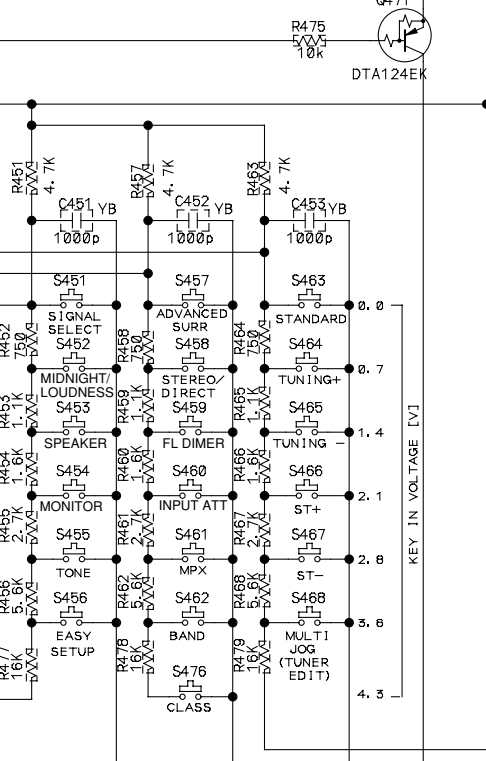 Q471
R475
10k
DTA124EK
R451
4.7K
R457
4.7K
R463
4.7K
C451 YB
1000p
C452 YB
1000p
C453 YB
1000p
S451
SIGNAL
SELECT
S457
ADVANCED
SURR
S463
STANDARD
0.0
R452
750
R458
750
R464
750
S452
MIDNIGHT/
LOUDNESS
S458
STEREO/
DIRECT
S464
TUNING+
0.7
R453
1.1K
R459
1.1K
R465
1.1K
S453
SPEAKER
S459
FL DIMER
S465
TUNING -
1.4
R454
1.6K
R460
1.6K
R466
1.6K
S454
MONITOR
S460
INPUT ATT
S466
ST+
2.1
R455
2.7K
R461
2.7K
R467
2.7K
S455
TONE
S461
MPX
S467
ST-
2.8
R456
5.6K
R462
5.6K
R468
5.6K
S456
EASY
SETUP
S462
BAND
S468
MULTI
JOG
(TUNER
EDIT)
3.6
R477
16K
R478
16K
R479
16K
S476
CLASS
4.3
KEY IN VOLTAGE [V]